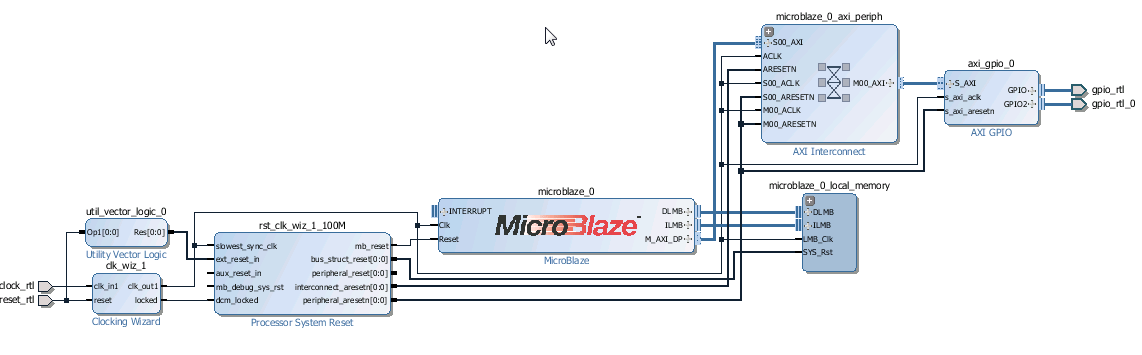 microblaze_0_axi_periph
S00_AXI
ACLK
ARESETN
S00_ACLK
S00_ARESETN
M00_ACLK
M00_ARESETN
M00_AXI
AXI Interconnect
axi_gpio_0
S_AXI
s_axi_aclk
s_axi_aresetn
GPIO
GPIO2
AXI GPIO
gpio_rtl
gpio_rtl_0
microblaze_0_local_memory
DLMB
ILMB
LMB_Clk
SYS_Rst
microblaze_0
INTERRUPT
Clk
Reset
MicroBlaze
DLMB
ILMB
M_AXI_DP
MicroBlaze
util_vector_logic_0
Op1[0:0]
Res[0:0]
Utility Vector Logic
clk_wiz_1
clk_in1
reset
clk_out1
locked
Clocking Wizard
rst_clk_wiz_1_100M
slowest_sync_clk
ext_reset_in
aux_reset_in
mb_debug_sys_rst
dcm_locked
mb_reset
bus_struct_reset[0:0]
peripheral_reset[0:0]
interconnect_aresetn[0:0]
peripheral_aresetn[0:0]
Processor System Reset
clock_rtl
reset_rtl